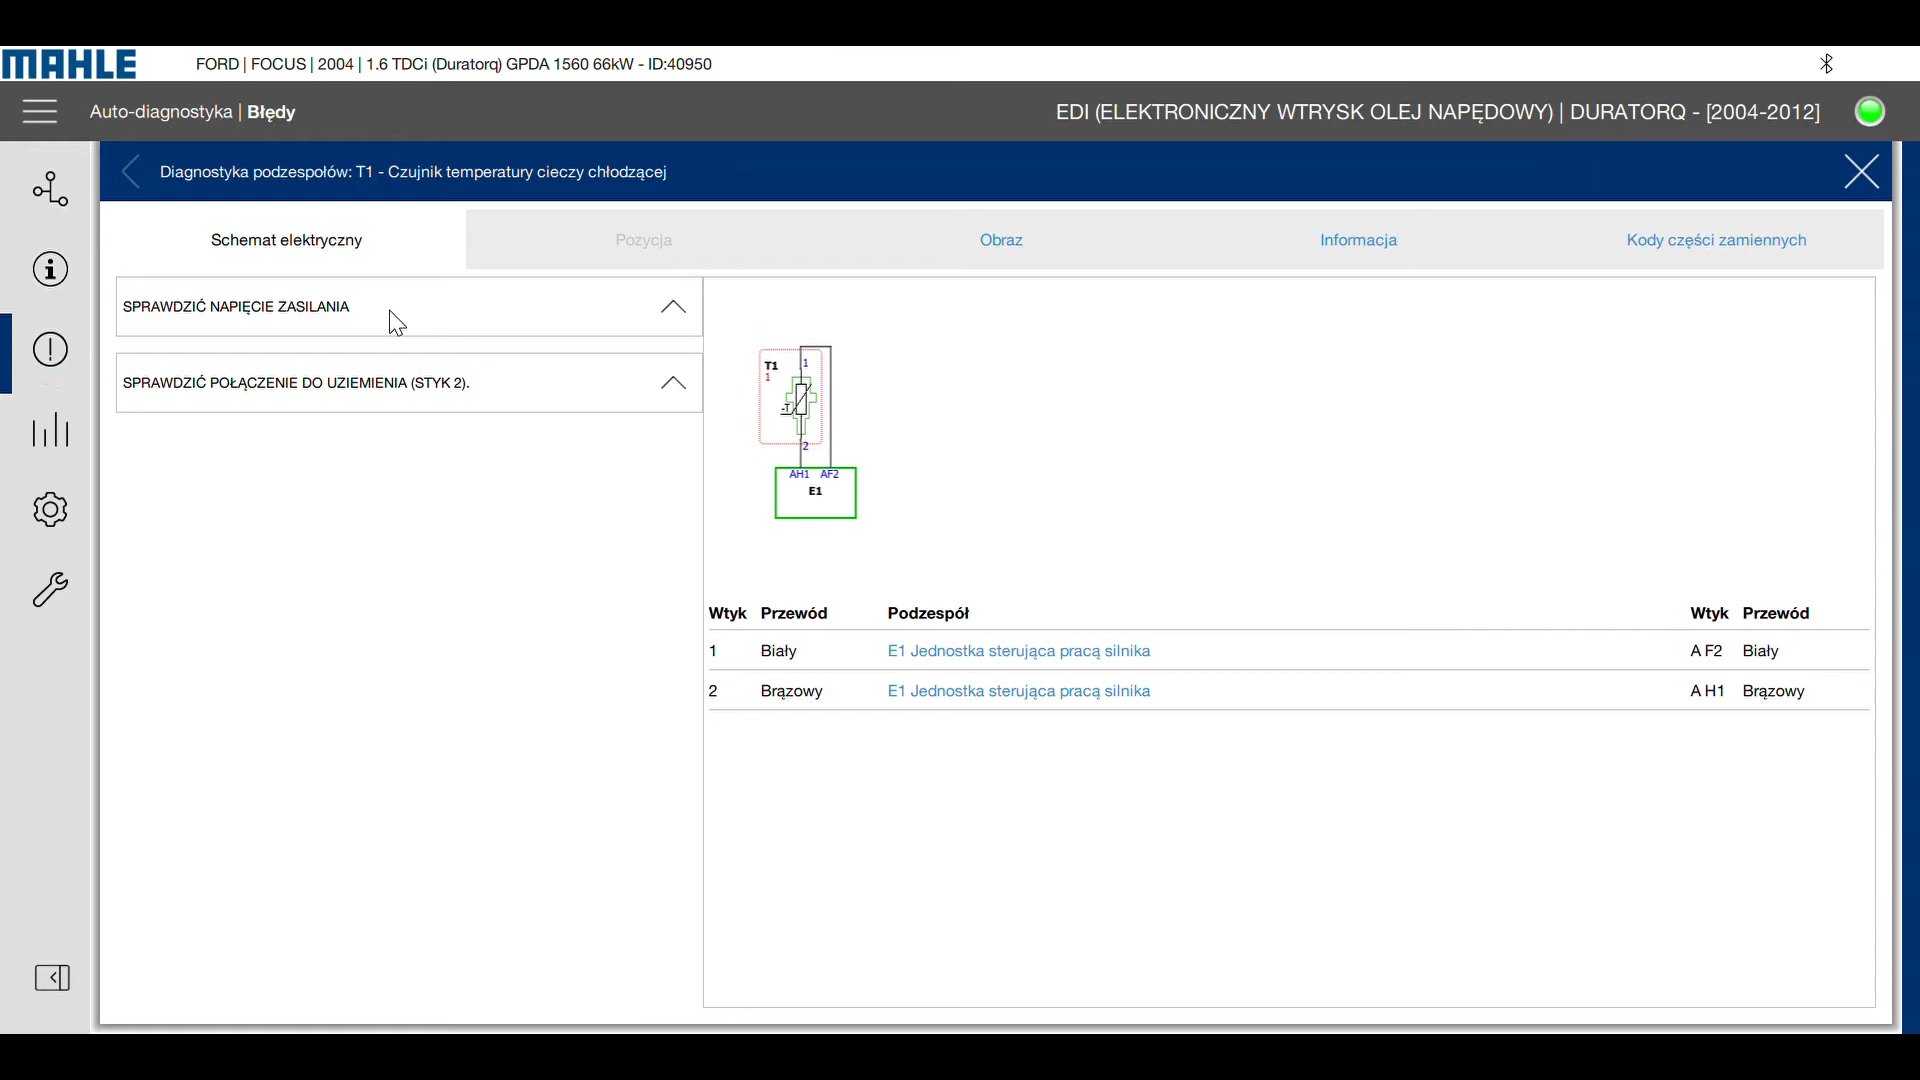 MAHLE
FORD | FOCUS | 2004 | 1.6 TDCi (Duratorq) GPDA 1560 66kW - ID:40950
Auto-diagnostyka | Błędy
EDI (ELEKTRONICZNY WTRYSK OLEJ NAPĘDOWY) | DURATORQ - [2004-2012]
Diagnostyka podzespołów: T1 - Czujnik temperatury cieczy chłodzącej
Schemat elektryczny
Pozycja
Obraz
Informacja
Kody części zamiennych
SPRAWDZIĆ NAPIĘCIE ZASILANIA
SPRAWDZIĆ POŁĄCZENIE DO UZIEMIENIA (STYK 2).
T1
1
1
-T
2
AH1 AF2
E1
Wtyk Przewód Podzespół Wtyk Przewód
1 Biały E1 Jednostka sterująca pracą silnika A F2 Biały
2 Brązowy E1 Jednostka sterująca pracą silnika A H1 Brązowy